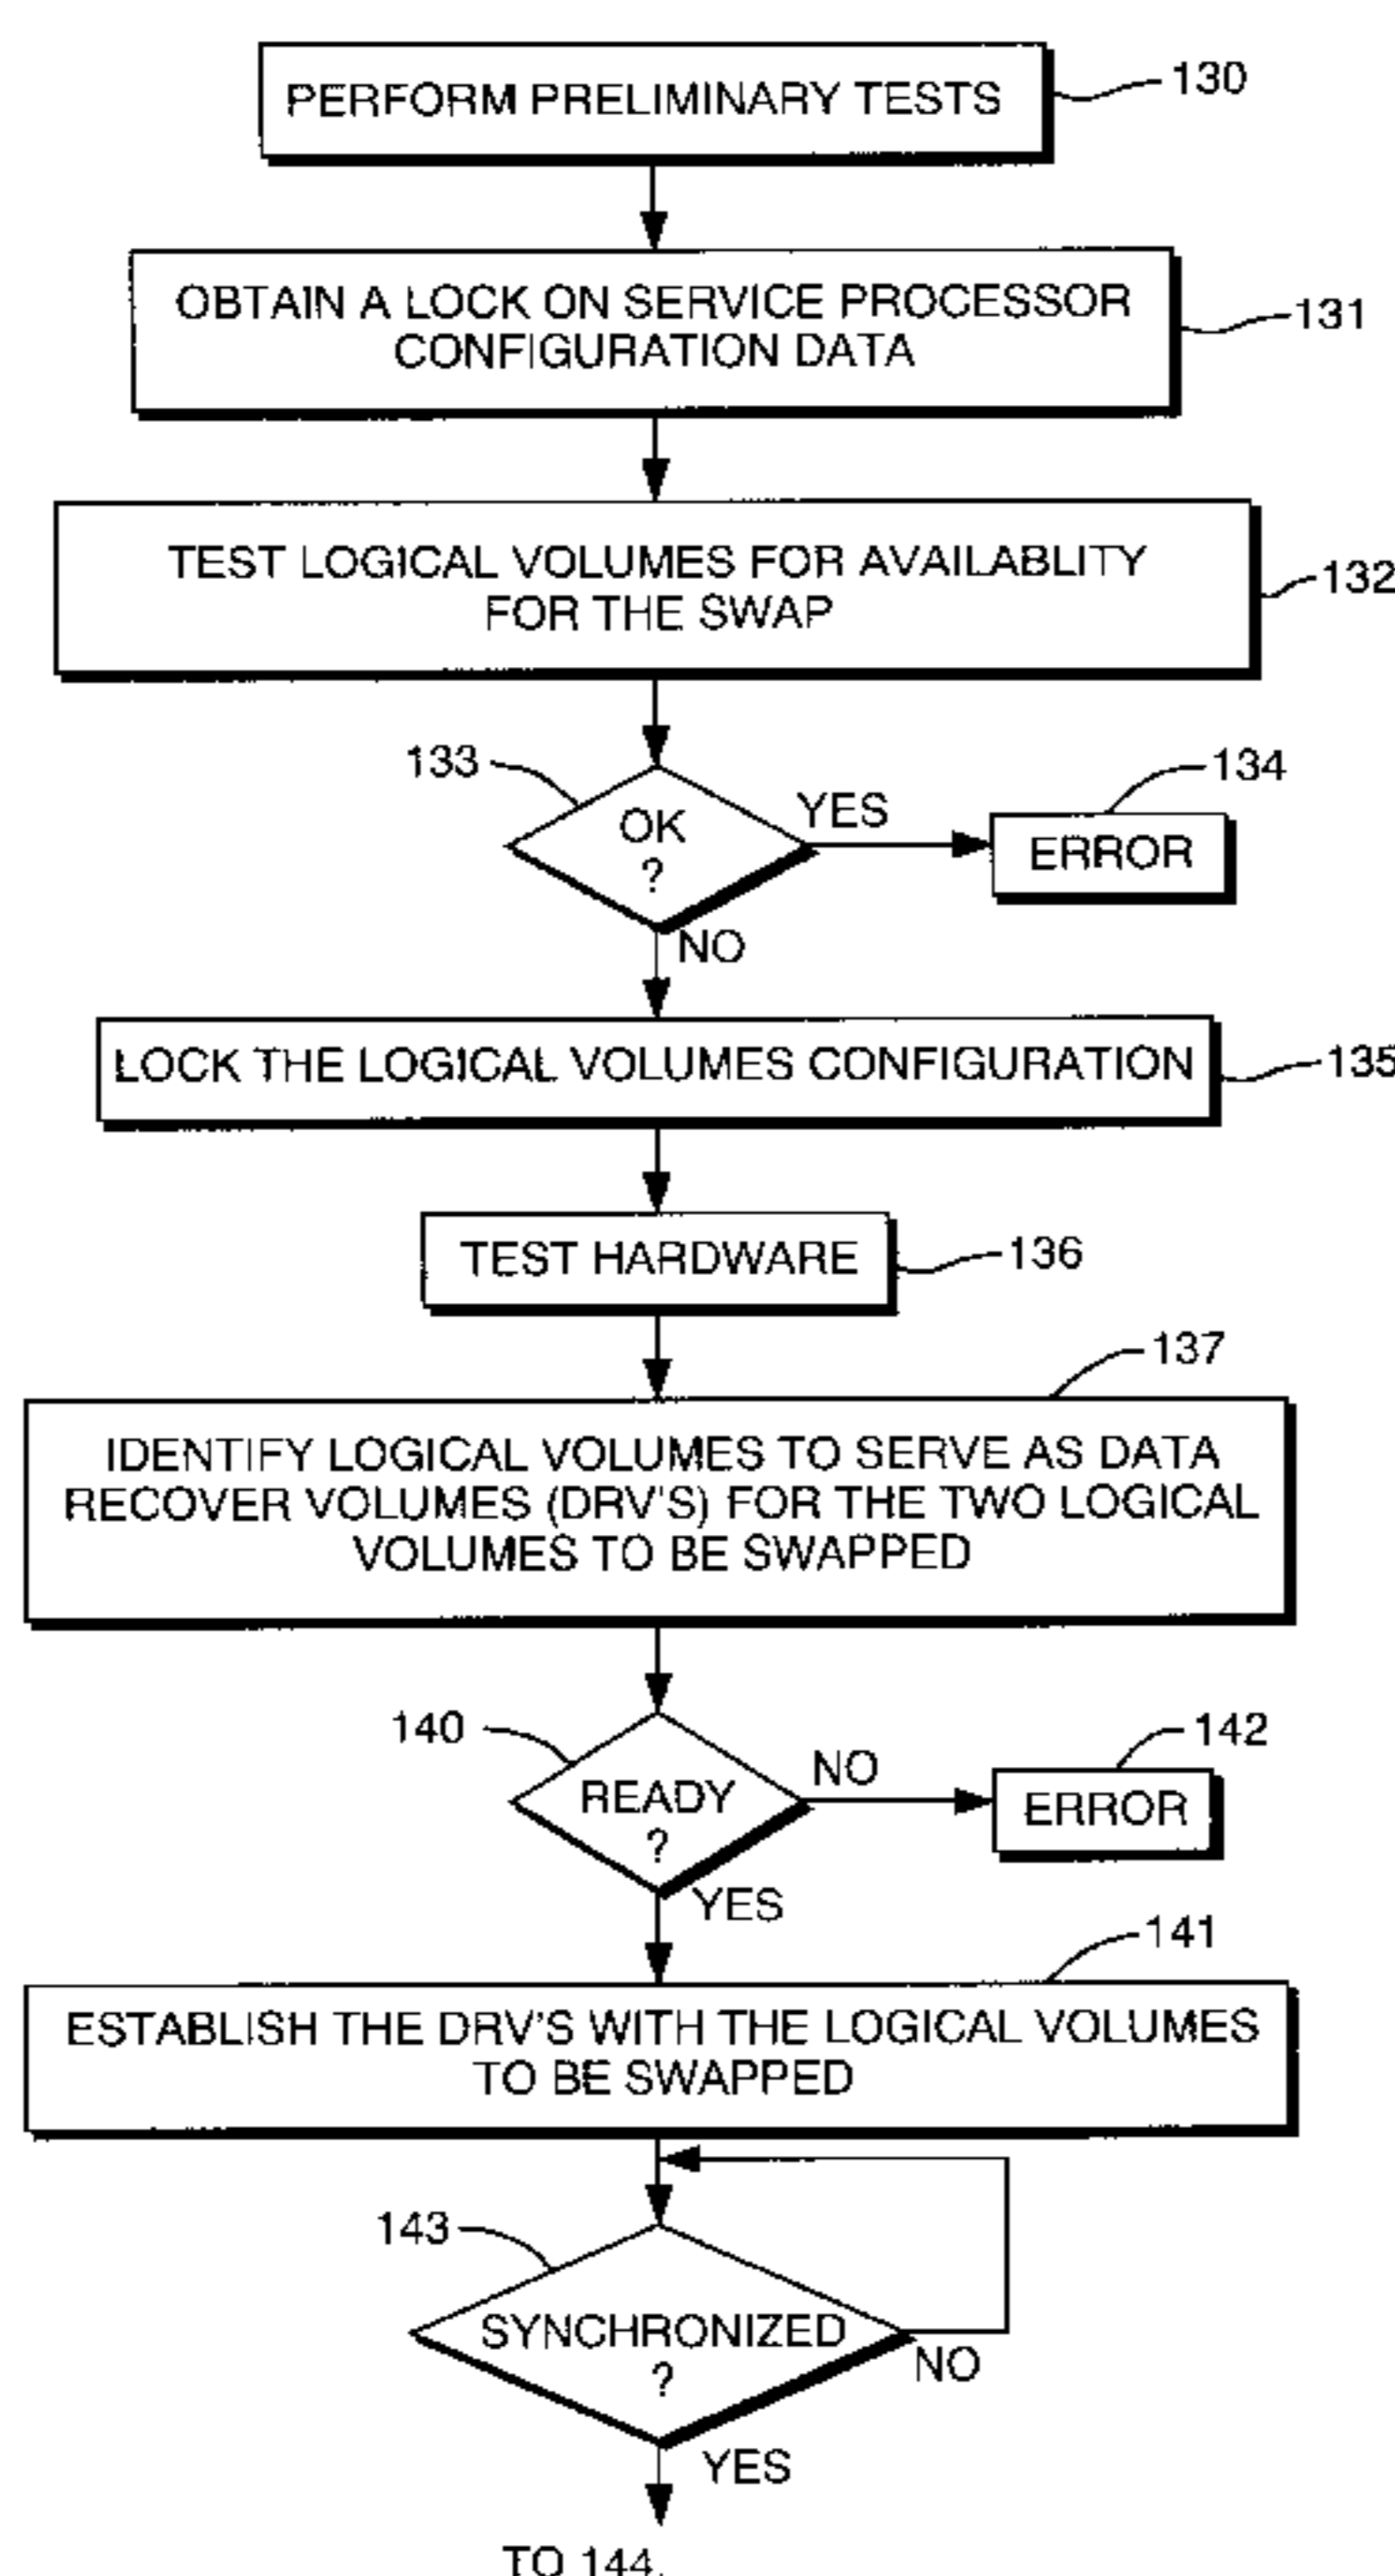 PERFORM PRELIMINARY TESTS
130
OBTAIN A LOCK ON SERVICE PROCESSOR
CONFIGURATION DATA
131
TEST LOGICAL VOLUMES FOR AVAILABLITY
FOR THE SWAP
132
133
OK
?
YES
134
ERROR
NO
LOCK THE LOGICAL VOLUMES CONFIGURATION
135
TEST HARDWARE
136
137
IDENTIFY LOGICAL VOLUMES TO SERVE AS DATA
RECOVER VOLUMES (DRV'S) FOR THE TWO LOGICAL
VOLUMES TO BE SWAPPED
140
READY
?
NO
142
ERROR
YES
141
ESTABLISH THE DRV'S WITH THE LOGICAL VOLUMES
TO BE SWAPPED
143
SYNCHRONIZED
?
NO
YES
TO 144.